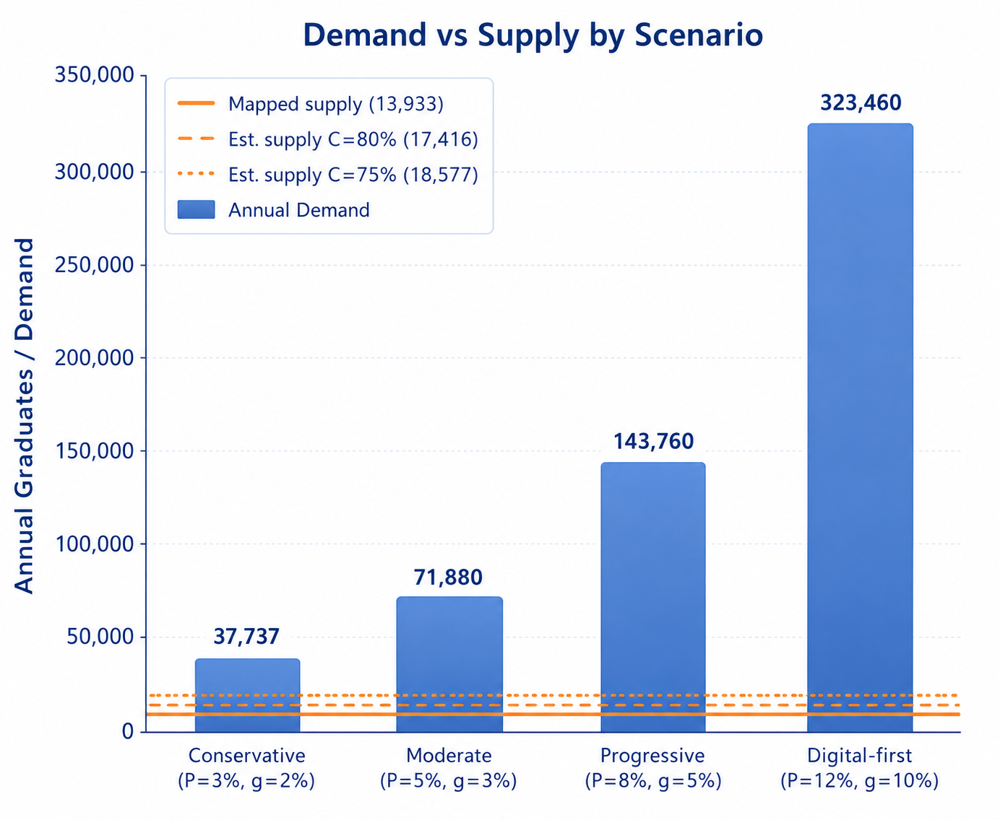 Demand vs Supply by Scenario
Annual Graduates / Demand
350,000
300,000
250,000
200,000
150,000
100,000
50,000
0
Mapped supply (13,933)
Est. supply C=80% (17,416)
Est. supply C=75% (18,577)
Annual Demand
37,737
71,880
143,760
323,460
Conservative
(P=3%, g=2%)
Moderate
(P=5%, g=3%)
Progressive
(P=8%, g=5%)
Digital-first
(P=12%, g=10%)